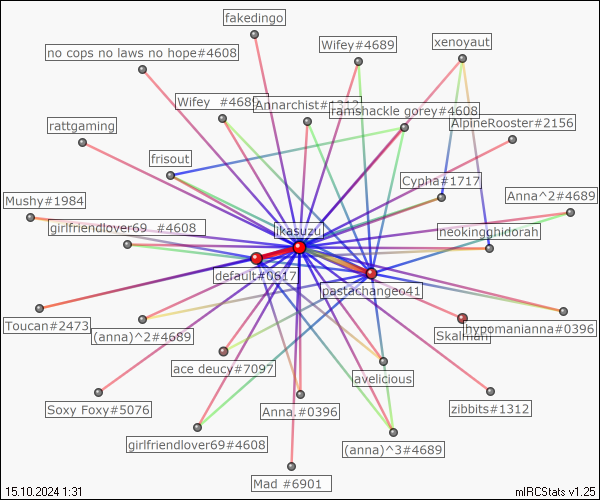 fakedingo
Wifey#4689
xenoyaut
no cops no laws no hope#4608
Wifey #4689
Annarchist#1312
ramshackle gorey#4608
AlpineRooster#2156
rattgaming
frisout
Cypha#1717
Anna^2#4689
Mushy#1984
girlfriendlover69 #4608
ikasuzu
neokingghidorah
default#0617
pastachangeo41
Toucan#2473
(anna)^2#4689
Skalman
hypomanianna#0396
ace deucy#7097
avelicious
Soxy Foxy#5076
Anna.#0396
zibbits#1312
girlfriendlover69#4608
(anna)^3#4689
Mad #6901
15.10.2024 1:31
mIRCStats v1.25